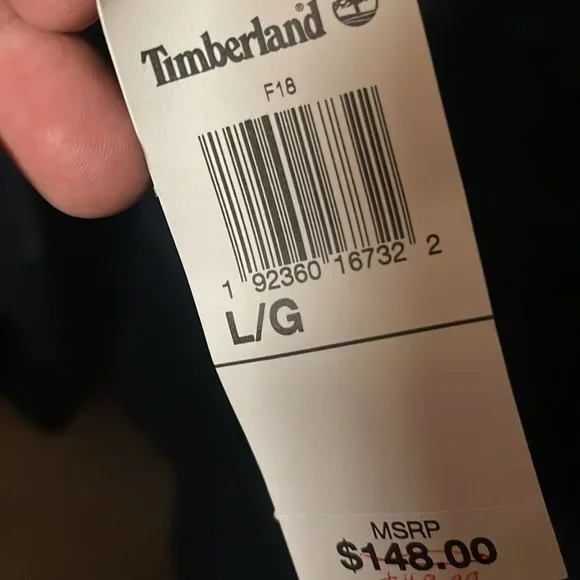 Timberland
F18
1 92360 16732 2
L/G
MSRP
$148.00